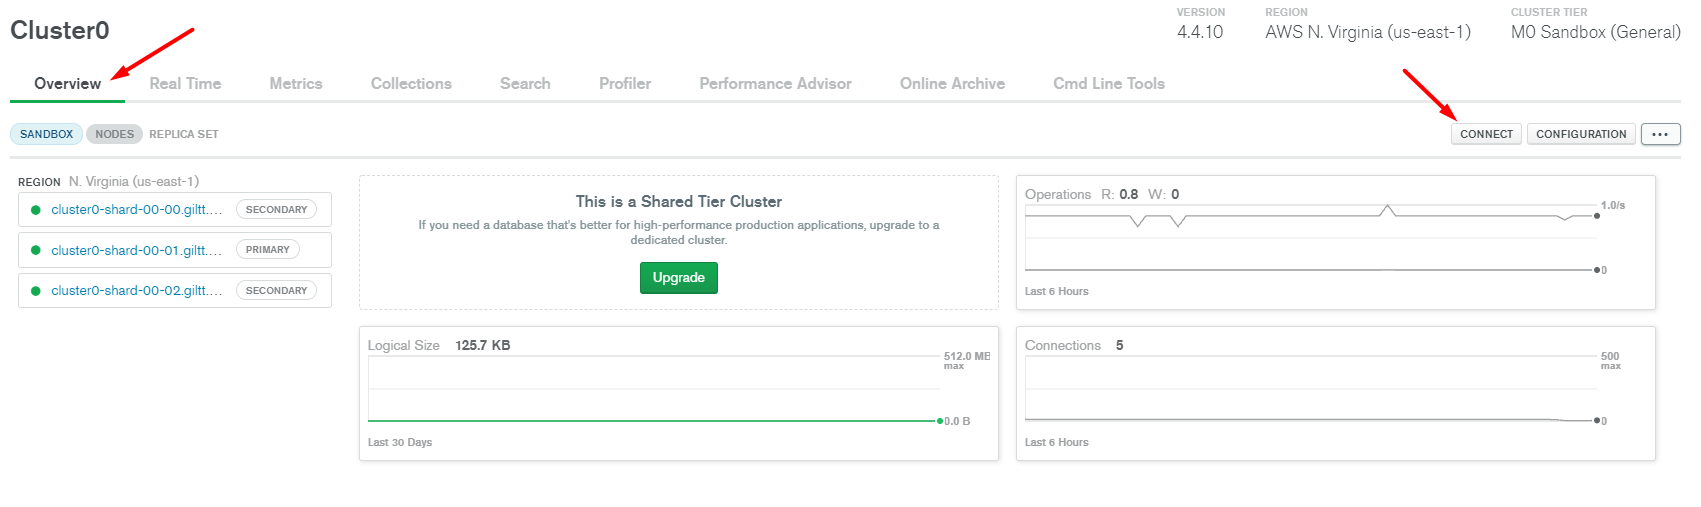 Cluster0
VERSION
4.4.10
REGION
AWS N. Virginia (us-east-1)
CLUSTER TIER
M0 Sandbox (General)
Overview
Real Time
Metrics
Collections
Search
Profiler
Performance Advisor
Online Archive
Cmd Line Tools
SANDBOX
NODES
REPLICA SET
CONNECT
CONFIGURATION
...
REGION N. Virginia (us-east-1)
cluster0-shard-00-00.giltt.... SECONDARY
cluster0-shard-00-01.giltt.... PRIMARY
cluster0-shard-00-02.giltt.... SECONDARY
This is a Shared Tier Cluster
If you need a database that's better for high-performance production applications, upgrade to a
dedicated cluster.
Upgrade
Operations R: 0.8 W: 0
1.0/s
0
Last 6 Hours
Logical Size 125.7 KB
512.0 MB
max
0.0 B
Last 30 Days
Connections 5
500
max
0
Last 6 Hours